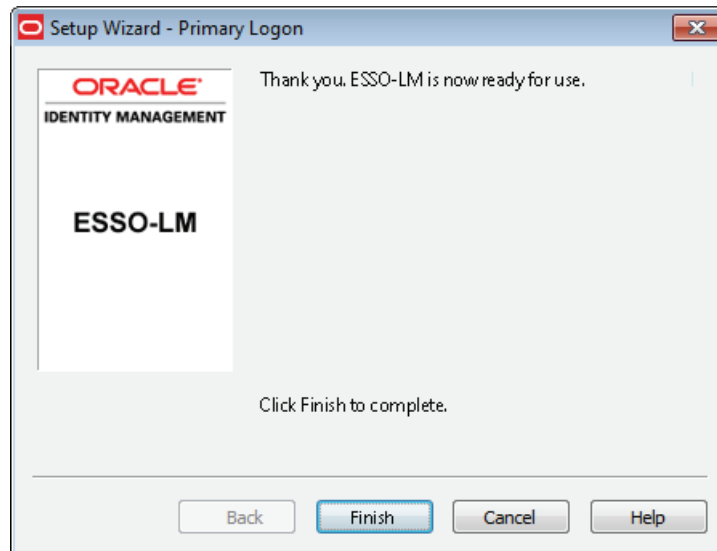 Setup Wizard - Primary Logon
ORACLE
IDENTITY MANAGEMENT
ESSO-LM
Thank you. ESSO-LM is now ready for use.
Click Finish to complete.
Back
Finish
Cancel
Help